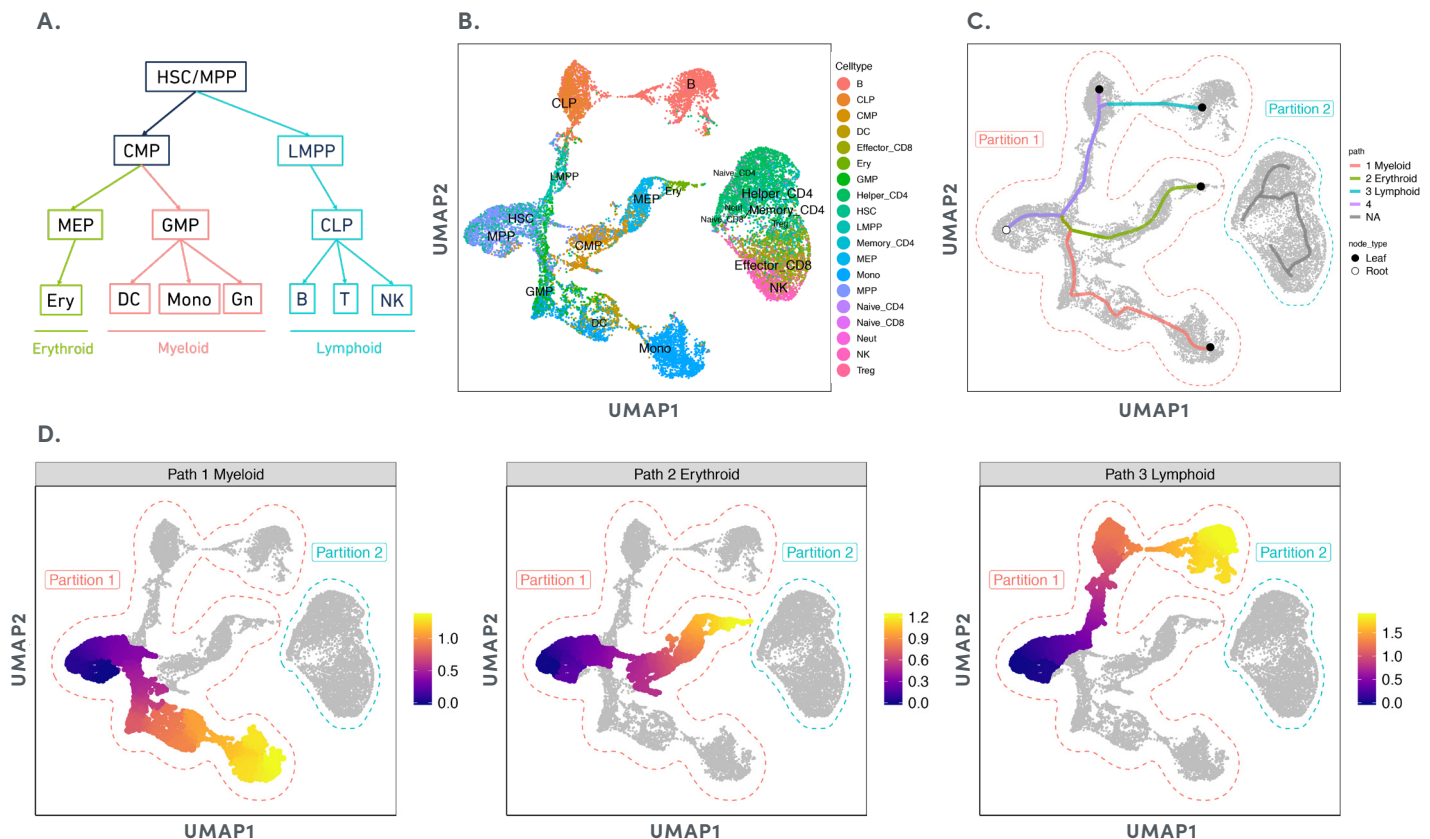 A.
HSC/MPP
CMP
LMPP
MEP
GMP
CLP
Ery
DC
Mono
Gn
B
T
NK
Erythroid
Myeloid
Lymphoid
B.
CLP
B
LMPP
HSC
MPP
MEP
Ery
CMP
GMP
DC
Mono
Naive_CD4
Helper_CD4
Neut
Memory_CD4
Naive_CD8
Treg
Effector_CD8
NK
UMAP2
UMAP1
Celltype
B
CLP
CMP
DC
Effector_CD8
Ery
GMP
Helper_CD4
HSC
LMPP
Memory_CD4
MEP
Mono
MPP
Naive_CD4
Naive_CD8
Neut
NK
Treg
C.
Partition 1
Partition 2
UMAP2
UMAP1
path
1 Myeloid
2 Erythroid
3 Lymphoid
4
NA
node_type
Leaf
Root
D.
Path 1 Myeloid
Partition 1
Partition 2
1.0
0.5
0.0
UMAP2
UMAP1
Path 2 Erythroid
Partition 1
Partition 2
1.2
0.9
0.6
0.3
0.0
UMAP2
UMAP1
Path 3 Lymphoid
Partition 1
Partition 2
1.5
1.0
0.5
0.0
UMAP2
UMAP1